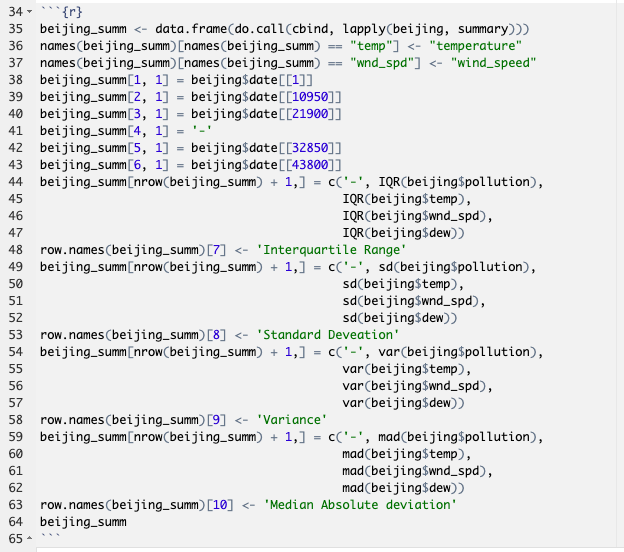 34 ```{r}
35 beijing_summ <- data.frame(do.call(cbind, lapply(beijing, summary)))
36 names(beijing_summ)[names(beijing_summ) == "temp"] <- "temperature"
37 names(beijing_summ)[names(beijing_summ) == "wnd_spd"] <- "wind_speed"
38 beijing_summ[1, 1] = beijing$date[[1]]
39 beijing_summ[2, 1] = beijing$date[[10950]]
40 beijing_summ[3, 1] = beijing$date[[21900]]
41 beijing_summ[4, 1] = '-'
42 beijing_summ[5, 1] = beijing$date[[32850]]
43 beijing_summ[6, 1] = beijing$date[[43800]]
44 beijing_summ[nrow(beijing_summ) + 1,] = c('-', IQR(beijing$pollution),
45 IQR(beijing$temp),
46 IQR(beijing$wnd_spd),
47 IQR(beijing$dew))
48 row.names(beijing_summ)[7] <- 'Interquartile Range'
49 beijing_summ[nrow(beijing_summ) + 1,] = c('-', sd(beijing$pollution),
50 sd(beijing$temp),
51 sd(beijing$wnd_spd),
52 sd(beijing$dew))
53 row.names(beijing_summ)[8] <- 'Standard Deveation'
54 beijing_summ[nrow(beijing_summ) + 1,] = c('-', var(beijing$pollution),
55 var(beijing$temp),
56 var(beijing$wnd_spd),
57 var(beijing$dew))
58 row.names(beijing_summ)[9] <- 'Variance'
59 beijing_summ[nrow(beijing_summ) + 1,] = c('-', mad(beijing$pollution),
60 mad(beijing$temp),
61 mad(beijing$wnd_spd),
62 mad(beijing$dew))
63 row.names(beijing_summ)[10] <- 'Median Absolute deviation'
64 beijing_summ
65 ```